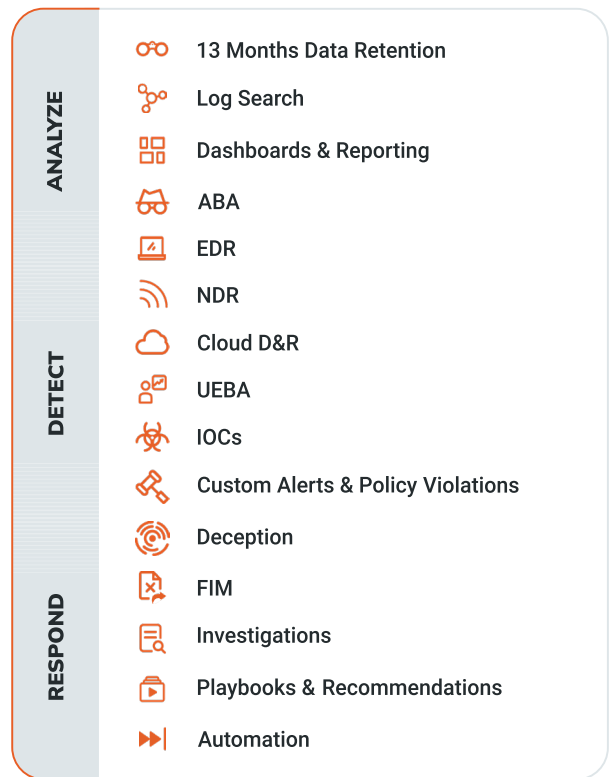 ANALYZE
13 Months Data Retention
Log Search
Dashboards & Reporting
ABA
EDR
NDR
DETECT
Cloud D&R
UEBA
IOCs
Custom Alerts & Policy Violations
Deception
RESPOND
FIM
Investigations
Playbooks & Recommendations
Automation